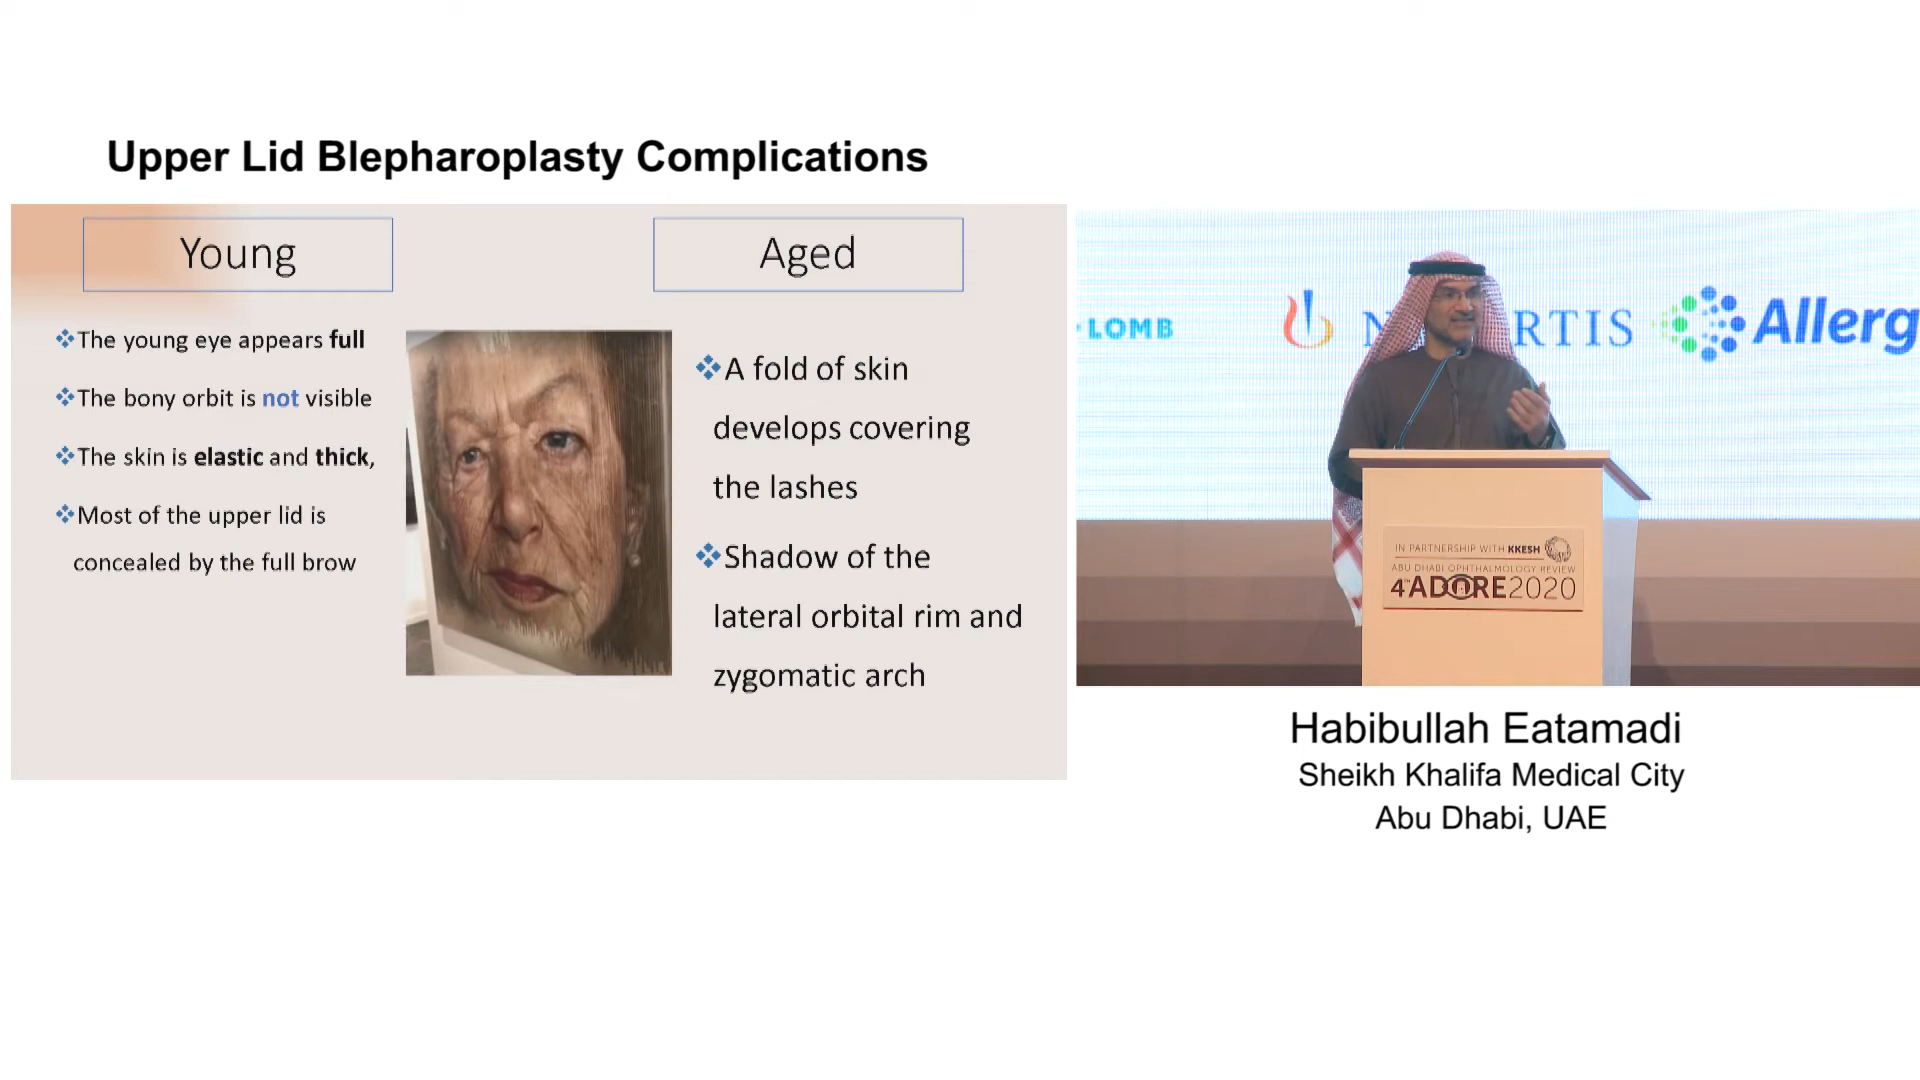 Upper Lid Blepharoplasty Complications
Young
❖The young eye appears full
❖The bony orbit is not visible
❖The skin is elastic and thick,
❖Most of the upper lid is
concealed by the full brow
Aged
❖A fold of skin
develops covering
the lashes
❖Shadow of the
lateral orbital rim and
zygomatic arch
LOMB
N RTIS
Allerg
IN PARTNERSHIP WITH KKESH
ABU DHABI OPHTHALMOLOGY REVIEW
4TH ADORE2020
Habibullah Eatamadi
Sheikh Khalifa Medical City
Abu Dhabi, UAE